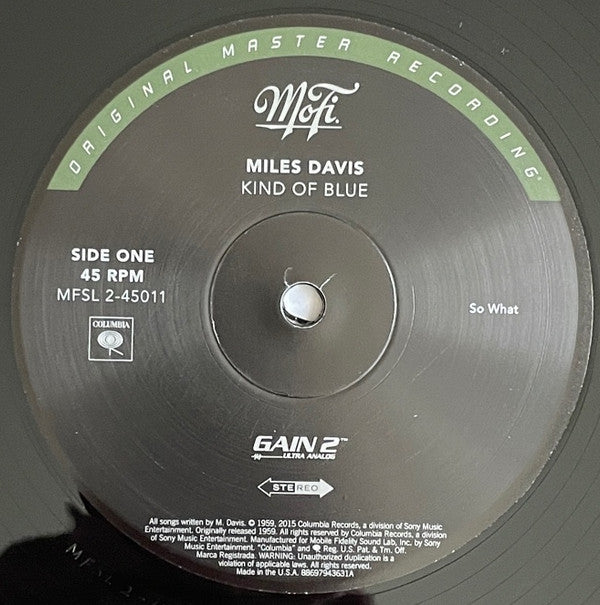 ORIGINAL MASTER RECORDING
MoFi.
MILES DAVIS
KIND OF BLUE
SIDE ONE
45 RPM
MFSL 2-45011
COLUMBIA
So What
GAIN 2™
ULTRA ANALOG
STEREO
All songs written by M. Davis. © 1959, 2015 Columbia Records, a division of Sony Music
Entertainment. Originally released 1959. All rights reserved by Columbia Records, a division
of Sony Music Entertainment. Manufactured for Mobile Fidelity Sound Lab, Inc. by Sony
Music Entertainment. "Columbia" and Reg. U.S. Pat. & Tm. Off.
Marca Registrada. WARNING: Unauthorized duplication is a
violation of applicable laws. All rights reserved.
Made in the U.S.A. 88697943631A